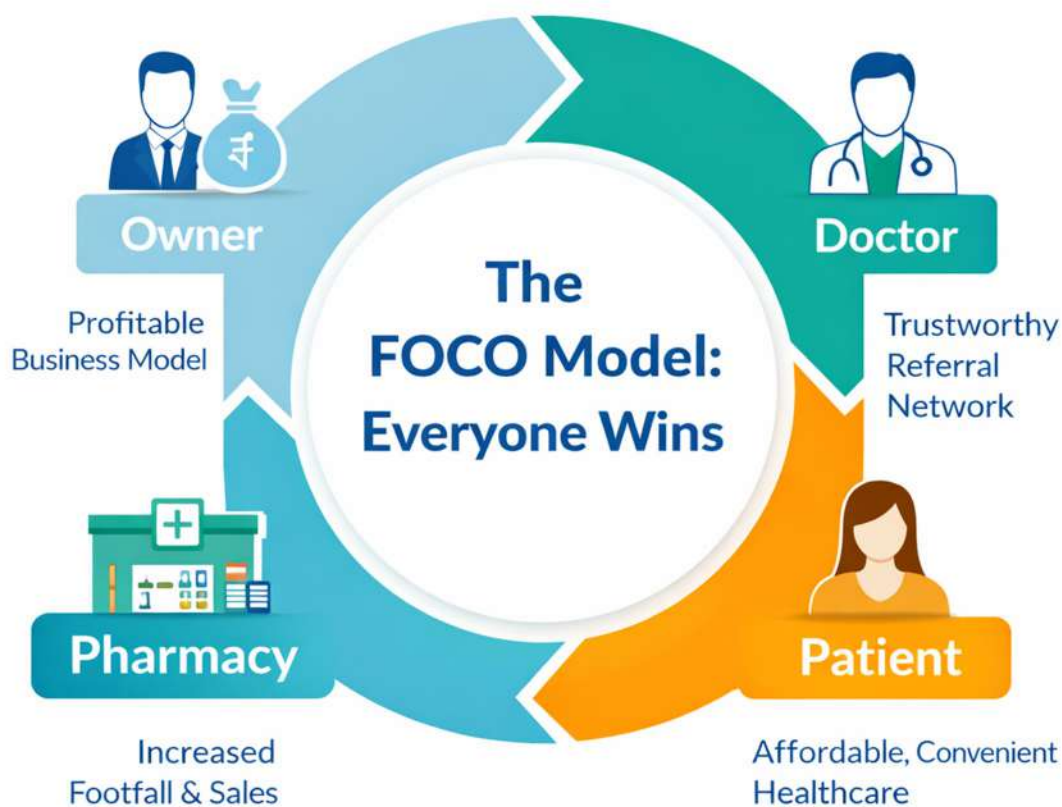 Owner
Profitable
Business Model
Doctor
Trustworthy
Referral
Network
The
FOCO Model:
Everyone Wins
Pharmacy
Increased
Footfall & Sales
Patient
Affordable, Convenient
Healthcare